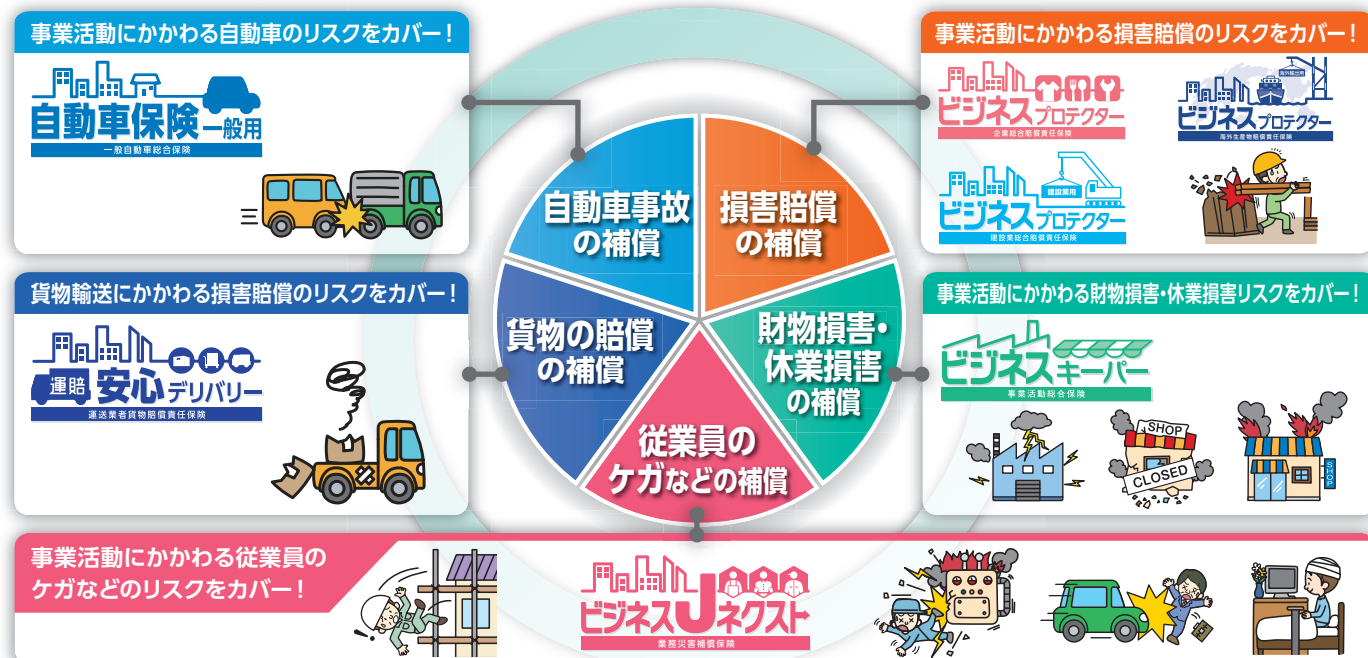 事業活動にかかわる自動車のリスクをカバー！
自動車保険 一般用
一般自動車総合保険
事業活動にかかわる損害賠償のリスクをカバー！
ビジネスプロテクター
企業総合賠償責任保険
海外輸出用
ビジネスプロテクター
海外生産物賠償責任保険
建設業用
ビジネスプロテクター
建設業総合賠償責任保険
自動車事故
の補償
損害賠償
の補償
貨物の賠償
の補償
財物損害・
休業損害
の補償
従業員の
ケガなどの補償
貨物輸送にかかわる損害賠償のリスクをカバー！
運賠 安心デリバリー
運送業者貨物賠償責任保険
事業活動にかかわる財物損害・休業損害リスクをカバー！
ビジネスキーパー
事業活動総合保険
SHOP
CLOSED
SHOP
事業活動にかかわる従業員の
ケガなどのリスクをカバー！
ビジネスJネクスト
業務災害補償保険